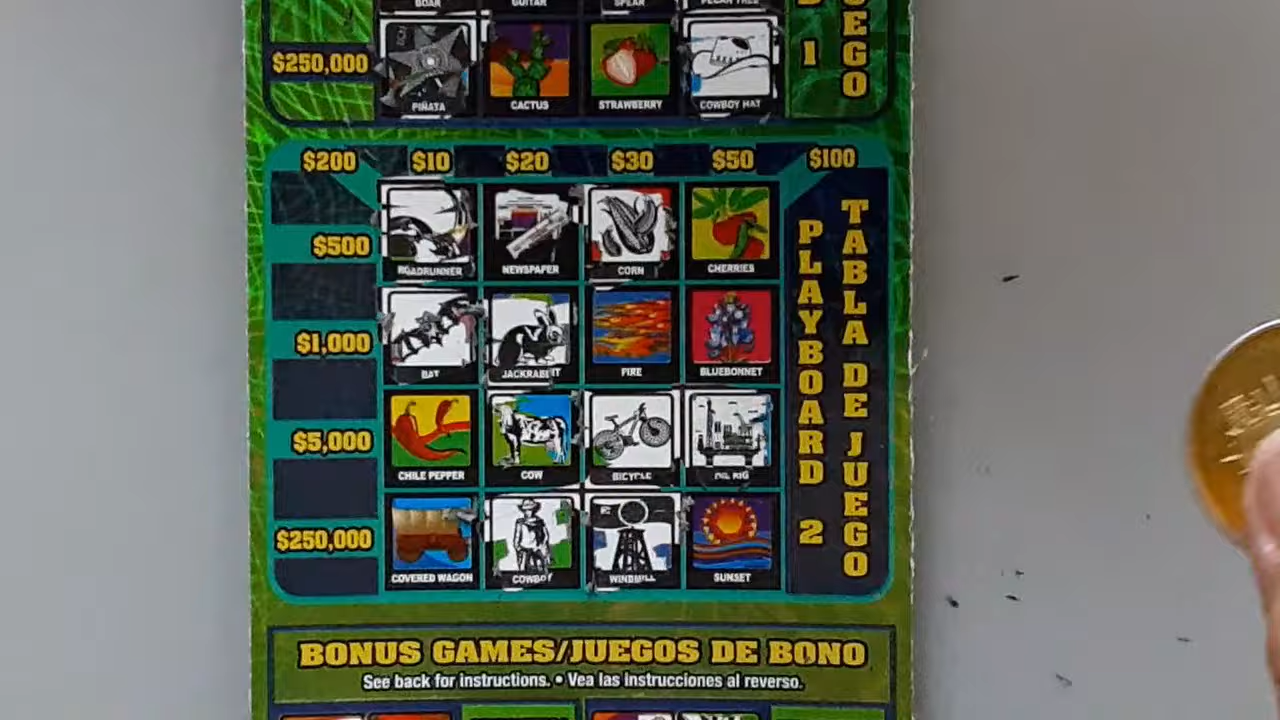 BOAR GUITAR SPEAR PECAN TREE
$250,000
PIÑATA CACTUS STRAWBERRY COWBOY HAT
1
JUEGO
$200 $10 $20 $30 $50 $100
$500
ROADRUNNER NEWSPAPER CORN CHERRIES
$1,000
BAT JACKRABBIT FIRE BLUEBONNET
$5,000
CHILE PEPPER COW BICYCLE OIL RIG
$250,000
COVERED WAGON COWBOY WINDMILL SUNSET
PLAYBOARD 2
TABLA DE JUEGO
BONUS GAMES/JUEGOS DE BONO
See back for instructions. • Vea las instrucciones al reverso.